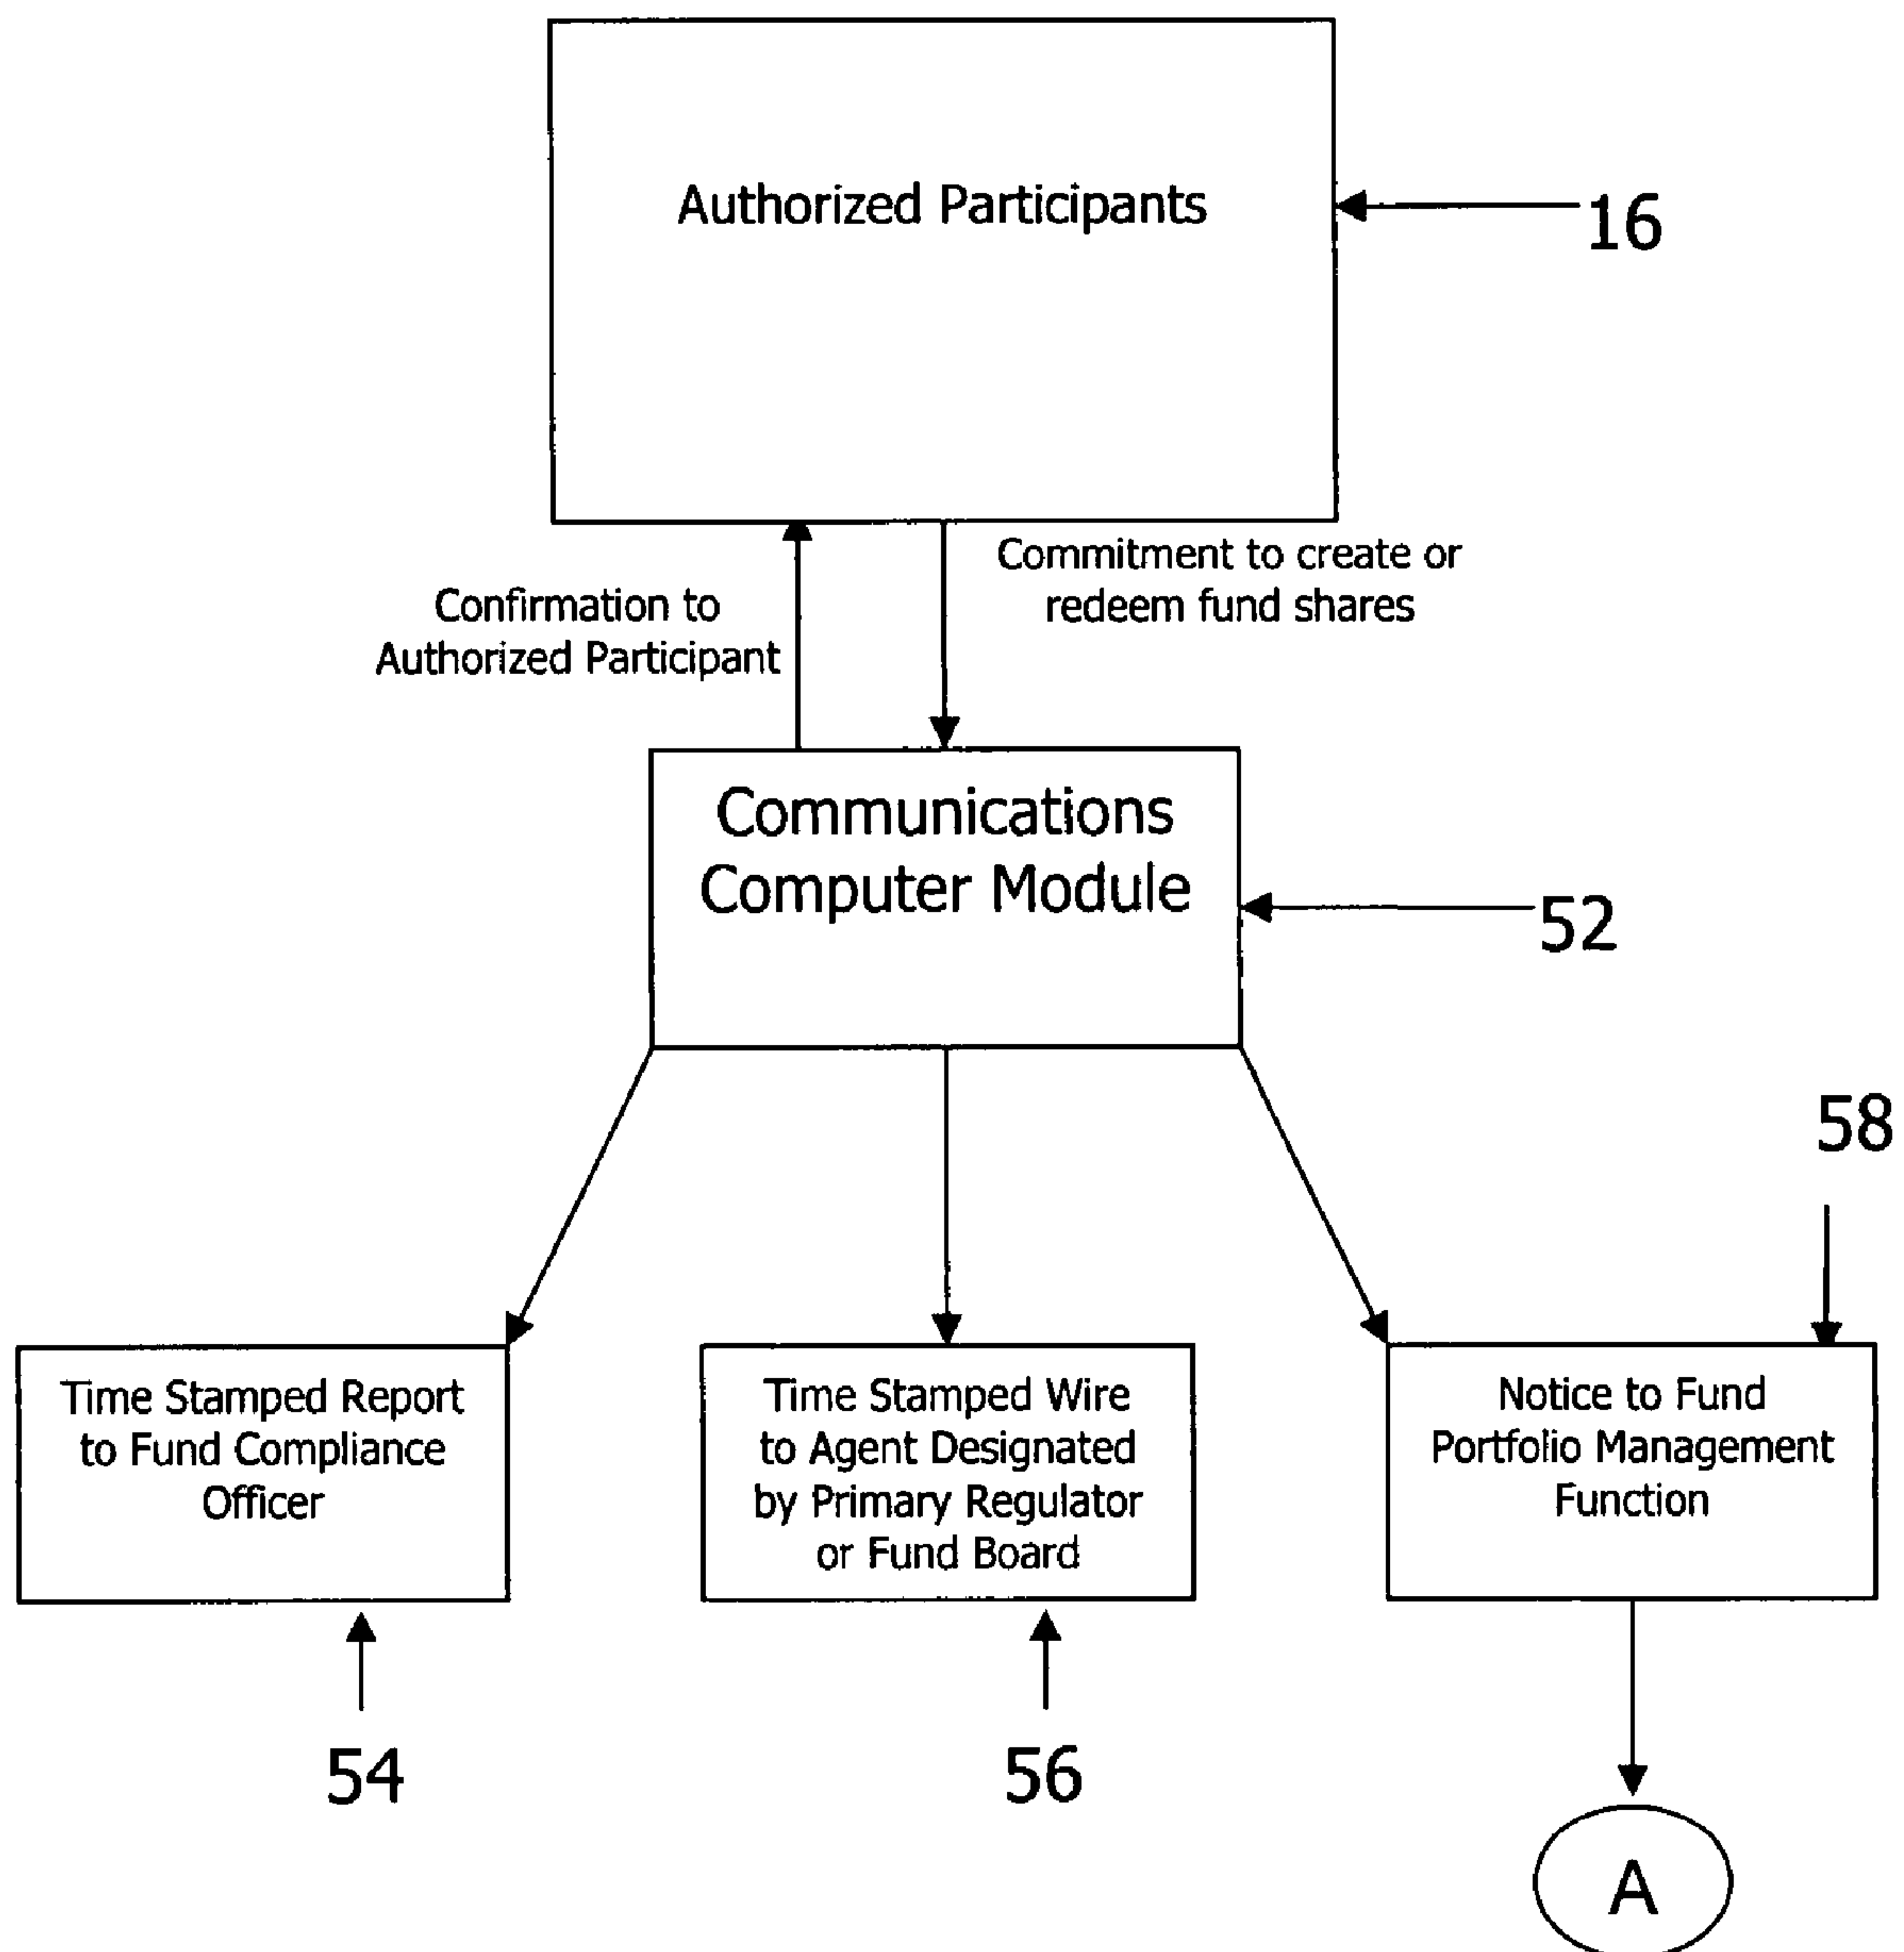 Authorized Participants
16
Commitment to create or
redeem fund shares
Confirmation to
Authorized Participant
Communications
Computer Module
52
58
Time Stamped Report
to Fund Compliance
Officer
Time Stamped Wire
to Agent Designated
by Primary Regulator
or Fund Board
Notice to Fund
Portfolio Management
Function
54
56
A